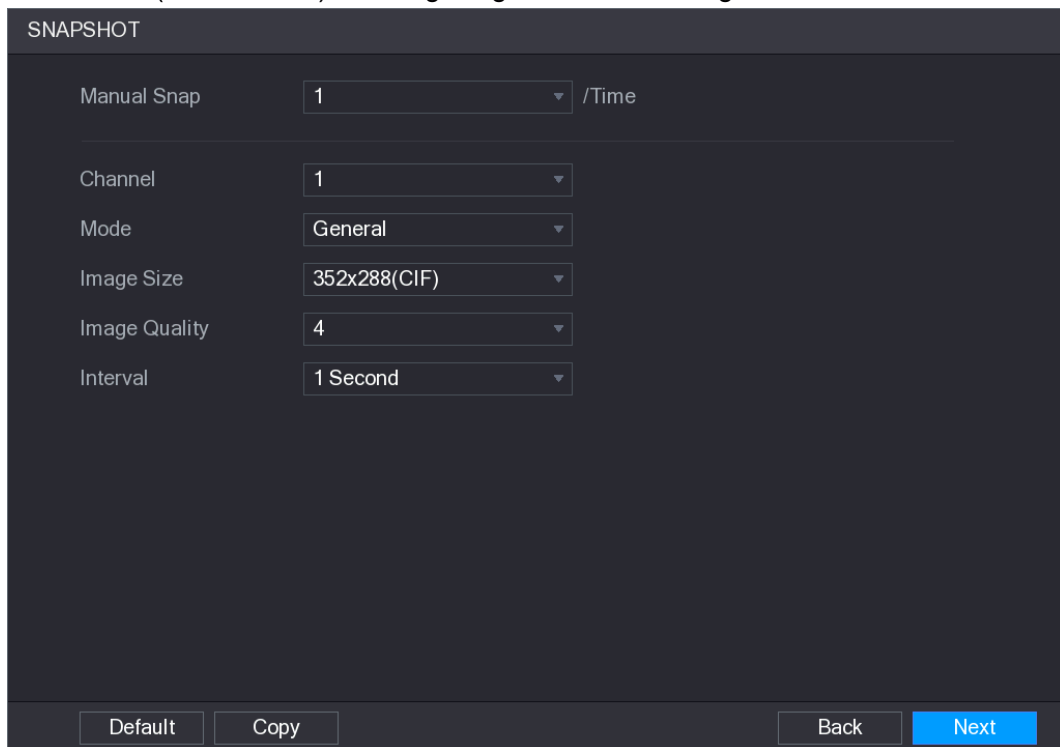 SNAPSHOT
Manual Snap 1 /Time
Channel 1
Mode General
Image Size 352x288(CIF)
Image Quality 4
Interval 1 Second
Default Copy Back Next